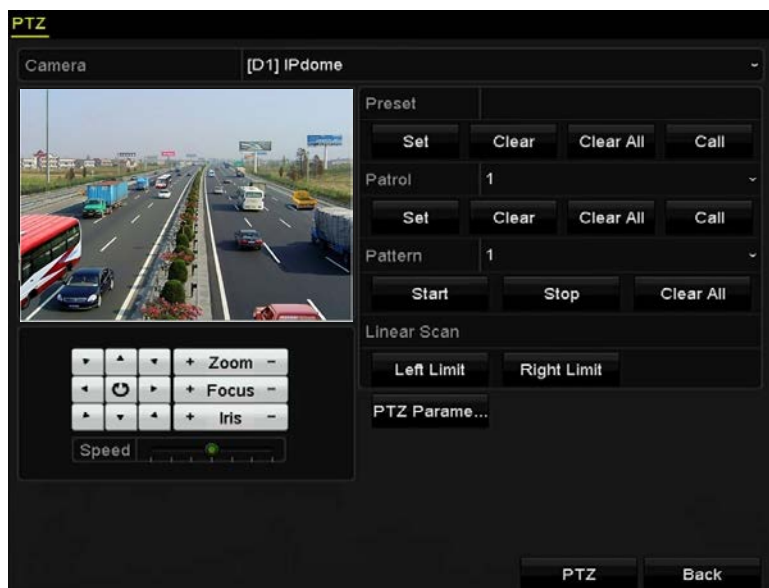 PTZ
Camera [D1] IPdome
Preset
Set Clear Clear All Call
Patrol 1
Set Clear Clear All Call
Pattern 1
Start Stop Clear All
Linear Scan
Left Limit Right Limit
PTZ Parame...
+ Zoom -
+ Focus -
+ Iris -
Speed
PTZ Back